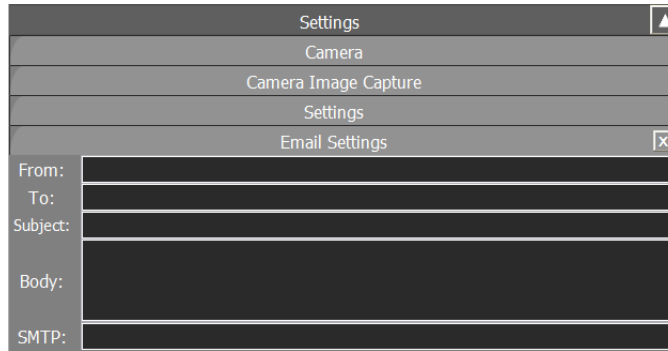 Settings
Camera
Camera Image Capture
Settings
Email Settings
X
From:
To:
Subject:
Body:
SMTP: